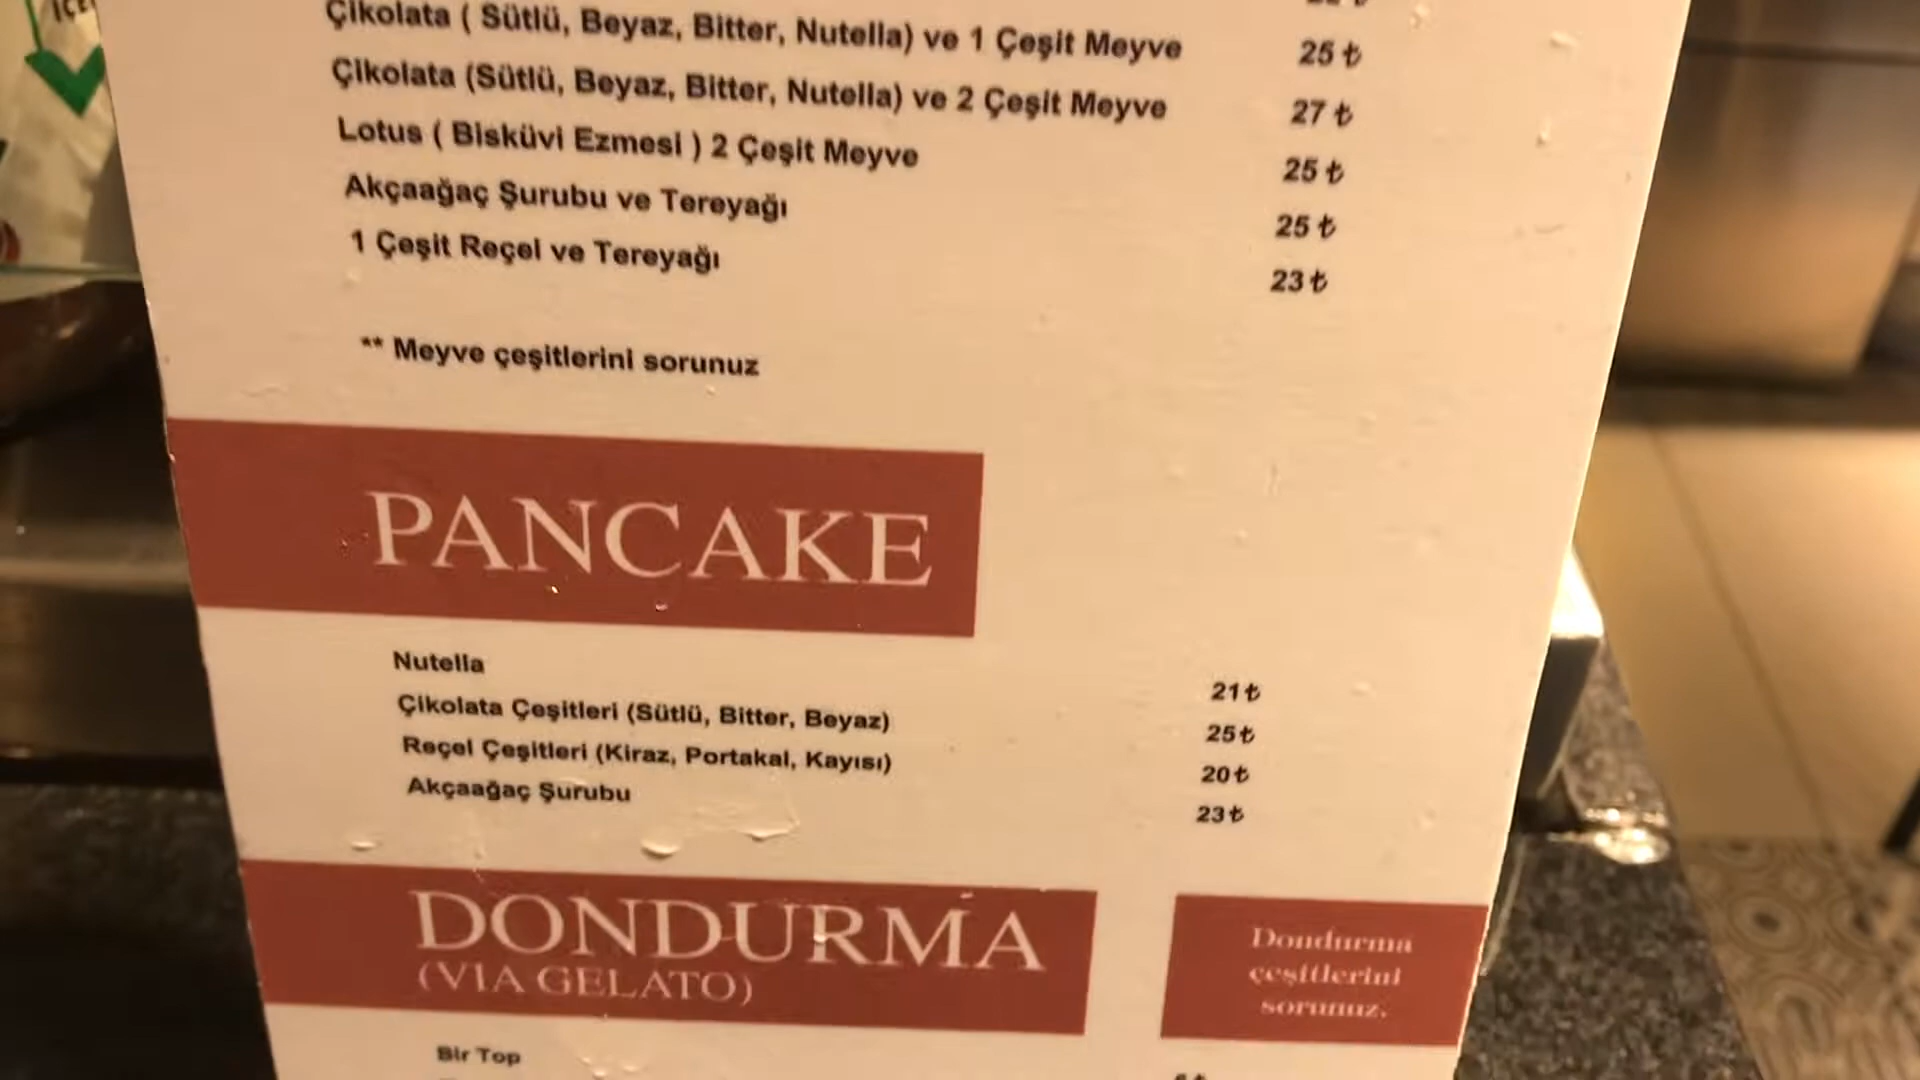 Çikolata ( Sütlü, Beyaz, Bitter, Nutella) ve 1 Çeşit Meyve 25 ₺
Çikolata (Sütlü, Beyaz, Bitter, Nutella) ve 2 Çeşit Meyve 27 ₺
Lotus ( Bisküvi Ezmesi ) 2 Çeşit Meyve 25 ₺
Akçaağaç Şurubu ve Tereyağı 25 ₺
1 Çeşit Reçel ve Tereyağı 23 ₺
** Meyve çeşitlerini sorunuz
PANCAKE
Nutella 21 ₺
Çikolata Çeşitleri (Sütlü, Bitter, Beyaz) 25 ₺
Reçel Çeşitleri (Kiraz, Portakal, Kayısı) 20 ₺
Akçaağaç Şurubu 23 ₺
DONDURMA
(VIA GELATO)
Dondurma
çeşitlerini
sorunuz.
Bir Top